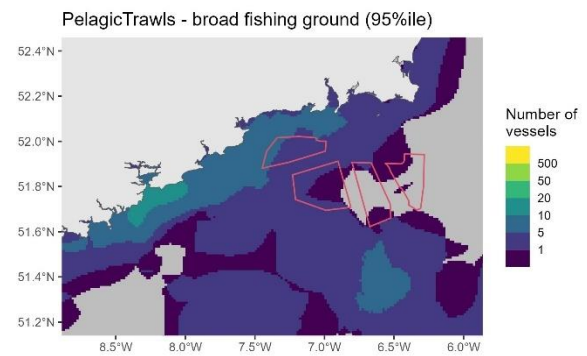 PelagicTrawls - broad fishing ground (95%ile)
52.4°N
52.2°N
52.0°N
51.8°N
51.6°N
51.4°N
51.2°N
8.5°W 8.0°W 7.5°W 7.0°W 6.5°W 6.0°W
Number of
vessels
500
50
20
10
5
1